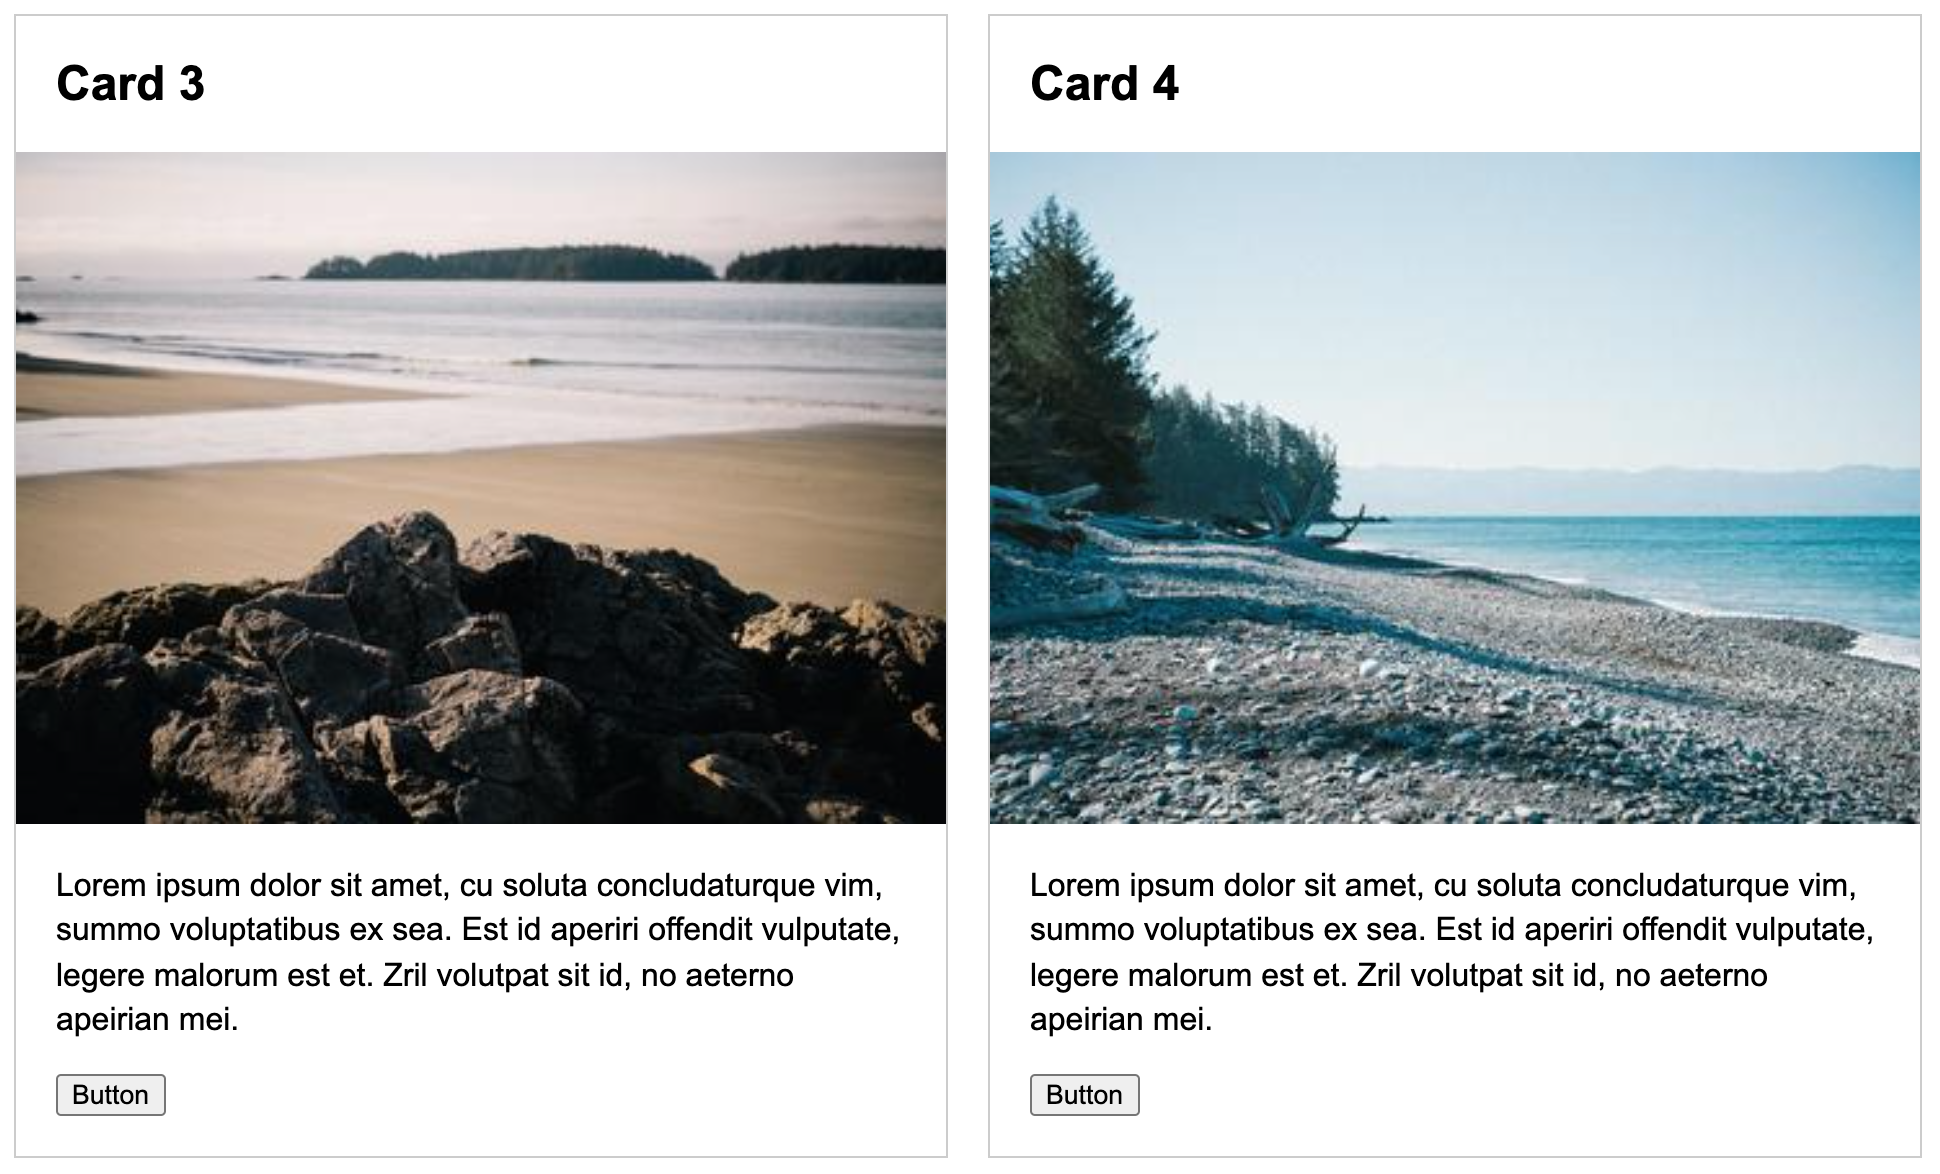 Card 3
Lorem ipsum dolor sit amet, cu soluta concludaturque vim,
summo voluptatibus ex sea. Est id aperiri offendit vulputate,
legere malorum est et. Zril volutpat sit id, no aeterno
apeirian mei.
Button
Card 4
Lorem ipsum dolor sit amet, cu soluta concludaturque vim,
summo voluptatibus ex sea. Est id aperiri offendit vulputate,
legere malorum est et. Zril volutpat sit id, no aeterno
apeirian mei.
Button